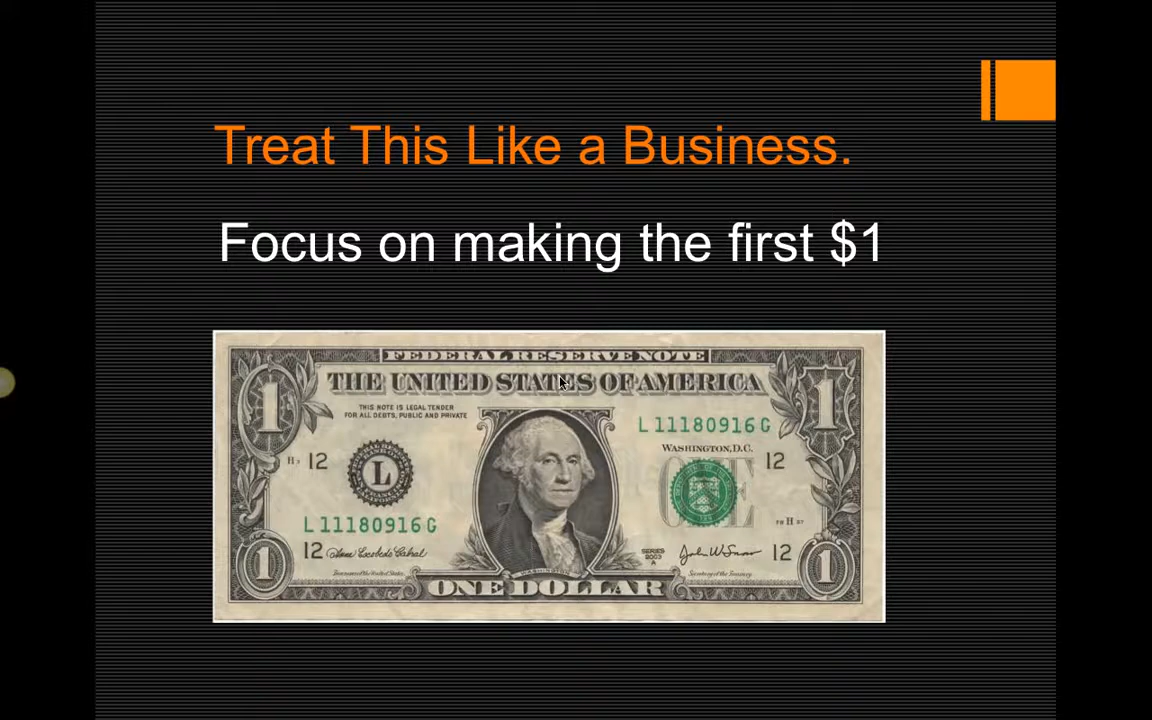 Treat This Like a Business.
Focus on making the first $1
FEDERAL RESERVE NOTE
THE UNITED STATES OF AMERICA
1
1
THIS NOTE IS LEGAL TENDER
FOR ALL DEBTS, PUBLIC AND PRIVATE
L 11180916 G
WASHINGTON, D.C.
H 12
L
ONE
12
L 11180916 G
12
SERIES
2003
A
12
1
WASHINGTON
1
ONE DOLLAR